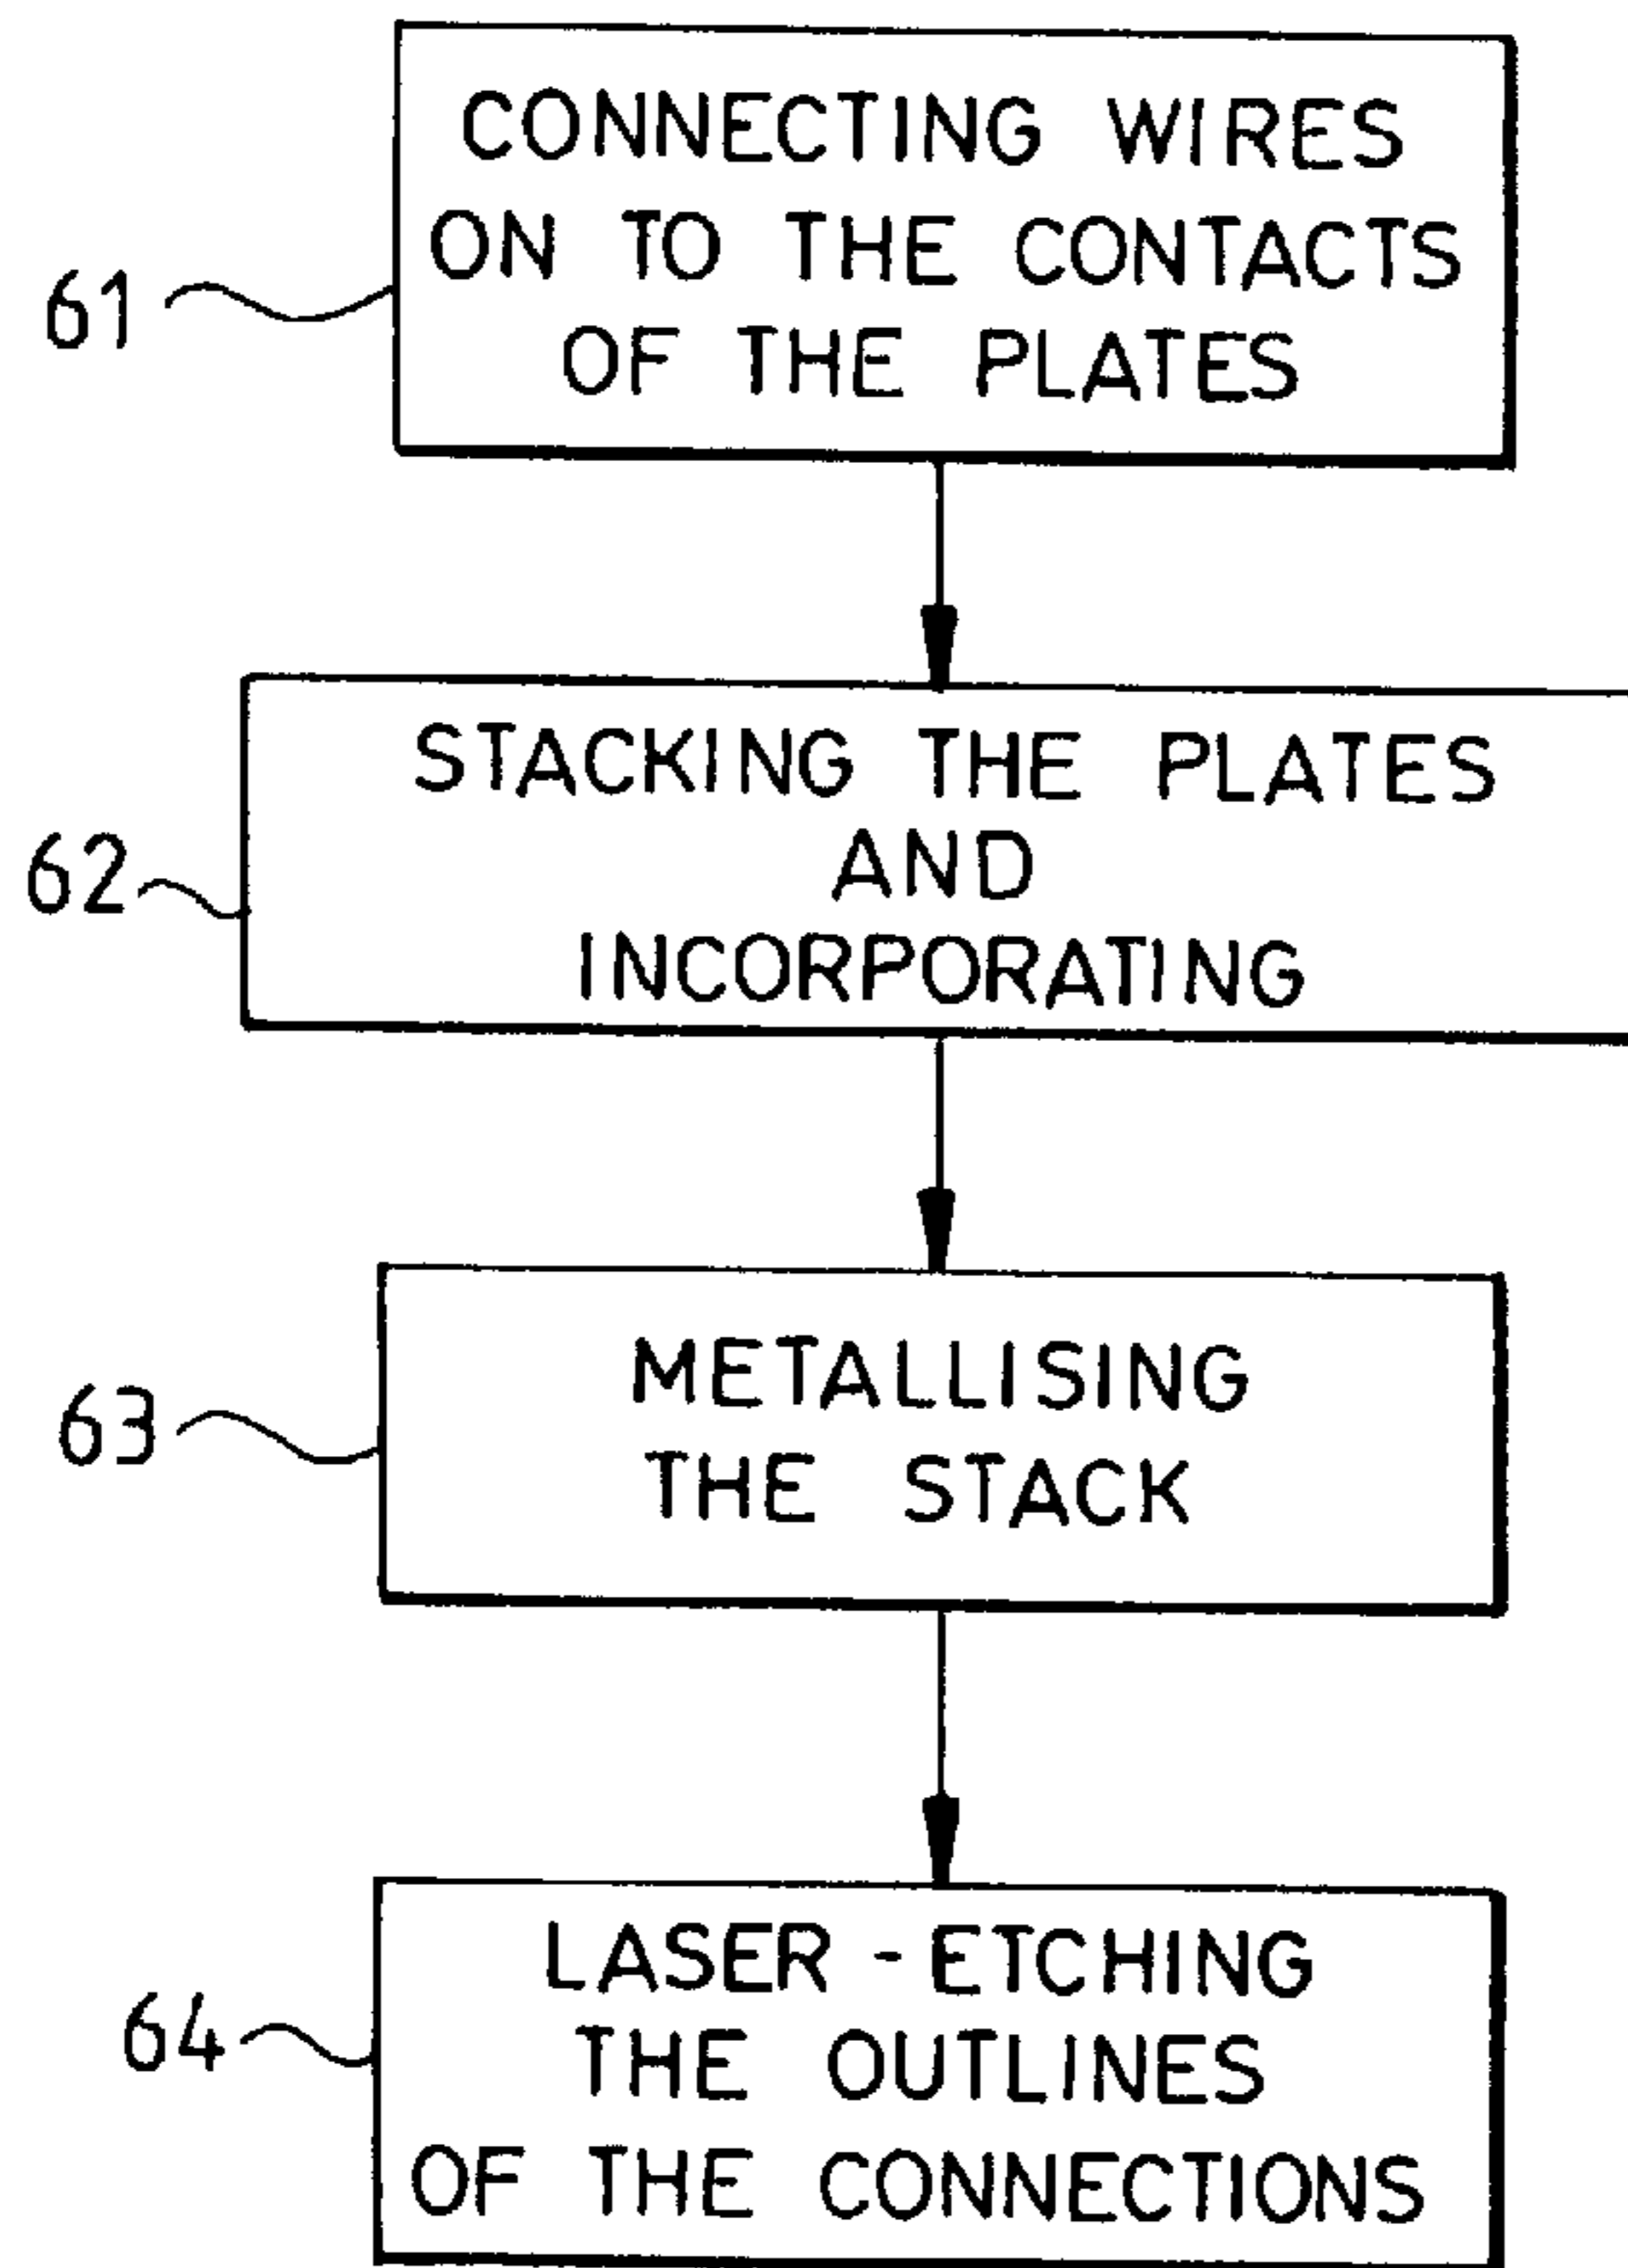 CONNECTING WIRES
ON TO THE CONTACTS
OF THE PLATES
61
STACKING THE PLATES
AND
INCORPORATING
62
METALLISING
THE STACK
63
LASER-ETCHING
THE OUTLINES
OF THE CONNECTIONS
64